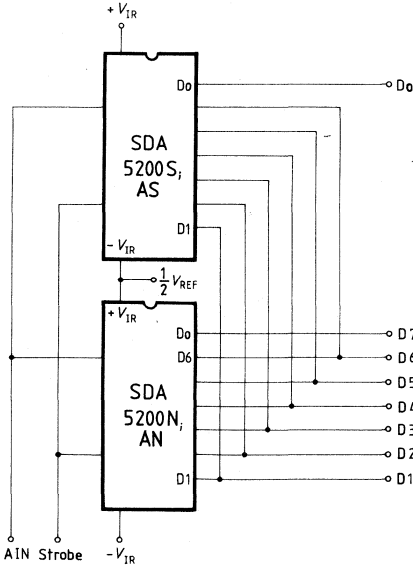 +VIR
Do
Do
SDA
5200S;
AS
D1
-VIR
1/2 VREF
+VIR
Do
D7
D6
D6
SDA
D5
5200N;
D4
AN
D3
D2
D1
D1
AIN Strobe
-VIR